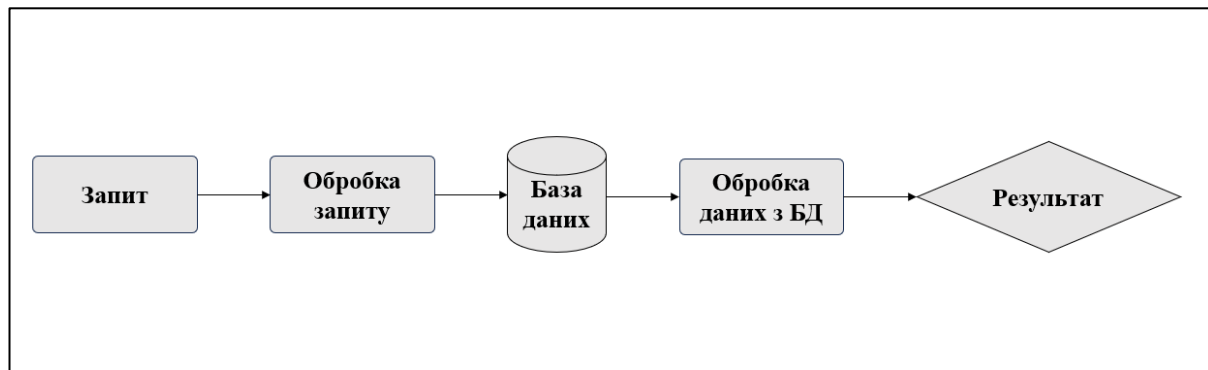 Запит
Обробка
запиту
База
даних
Обробка
даних з БД
Результат